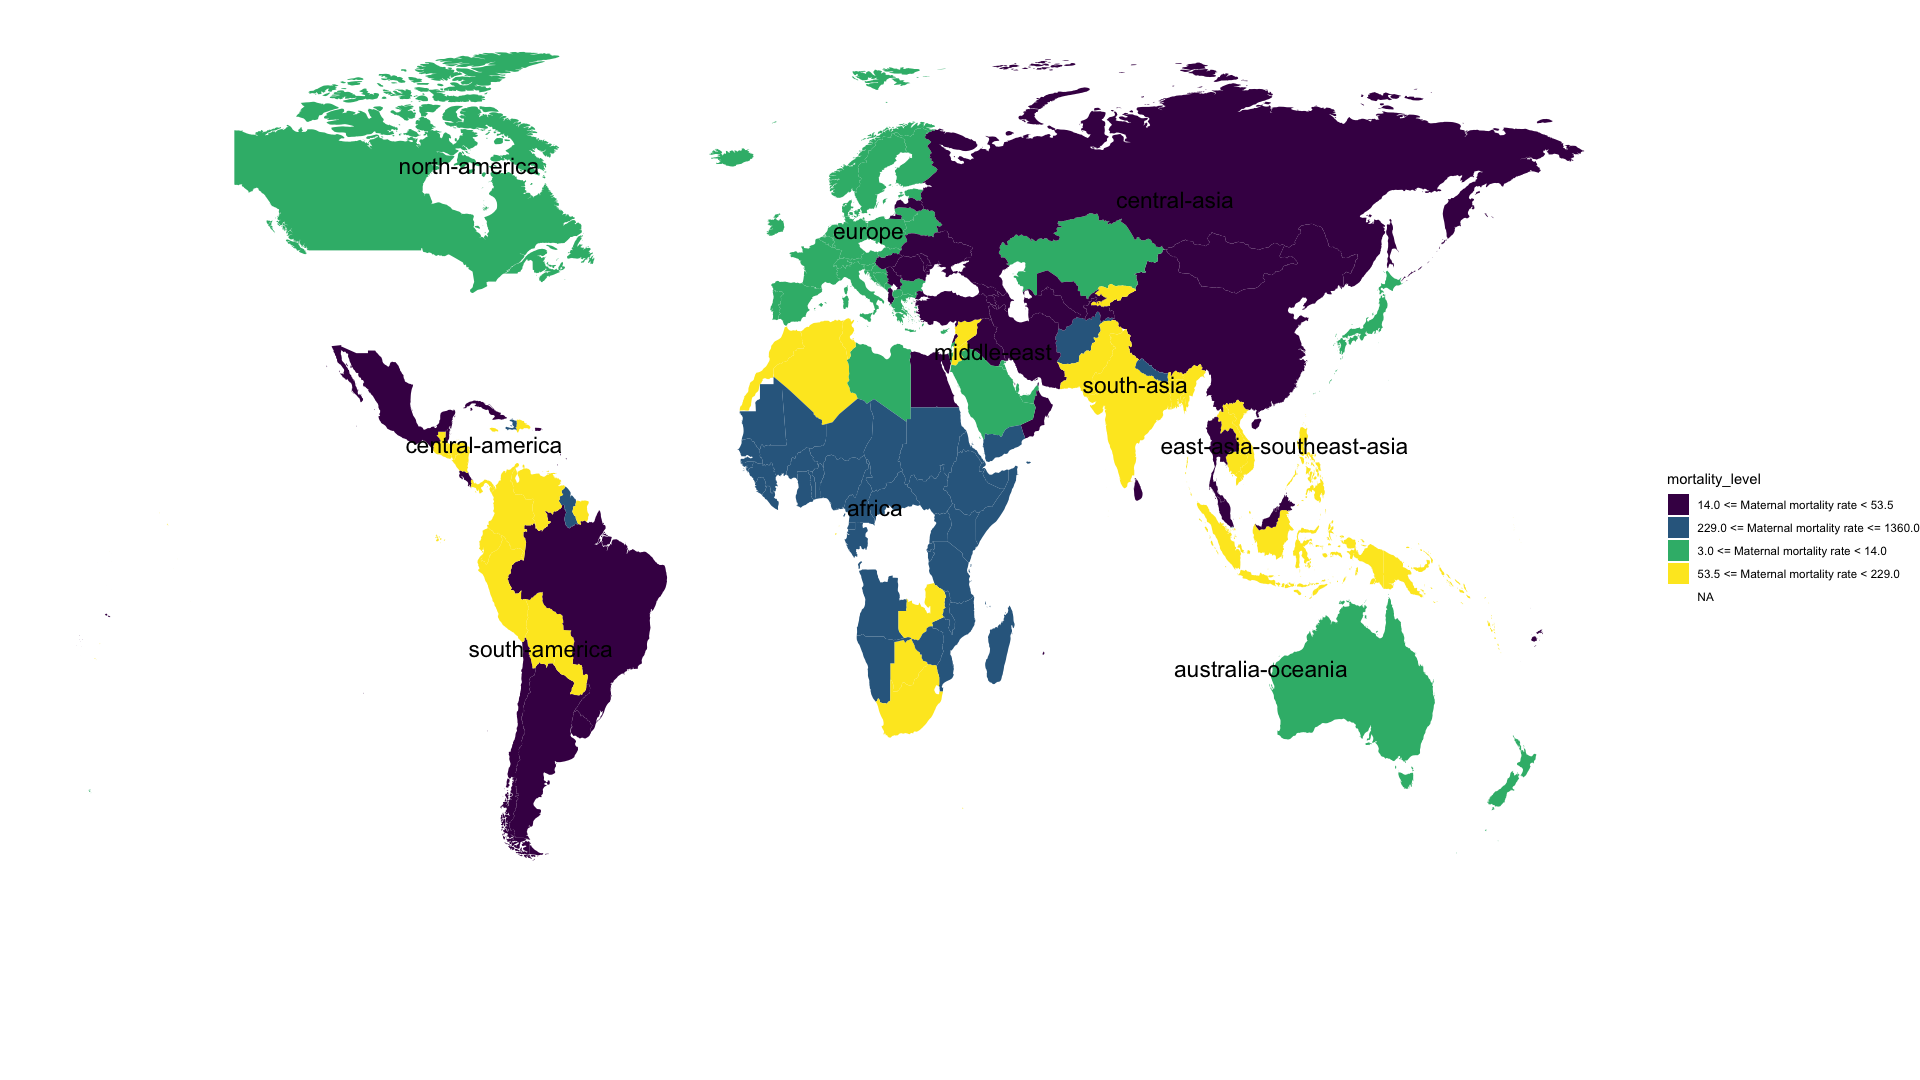 north-america
central-asia
europe
middle-east
south-asia
central-america
east-asia-southeast-asia
africa
south-america
australia-oceania
mortality_level
14.0 <= Maternal mortality rate < 53.5
229.0 <= Maternal mortality rate <= 1360.0
3.0 <= Maternal mortality rate < 14.0
53.5 <= Maternal mortality rate < 229.0
NA